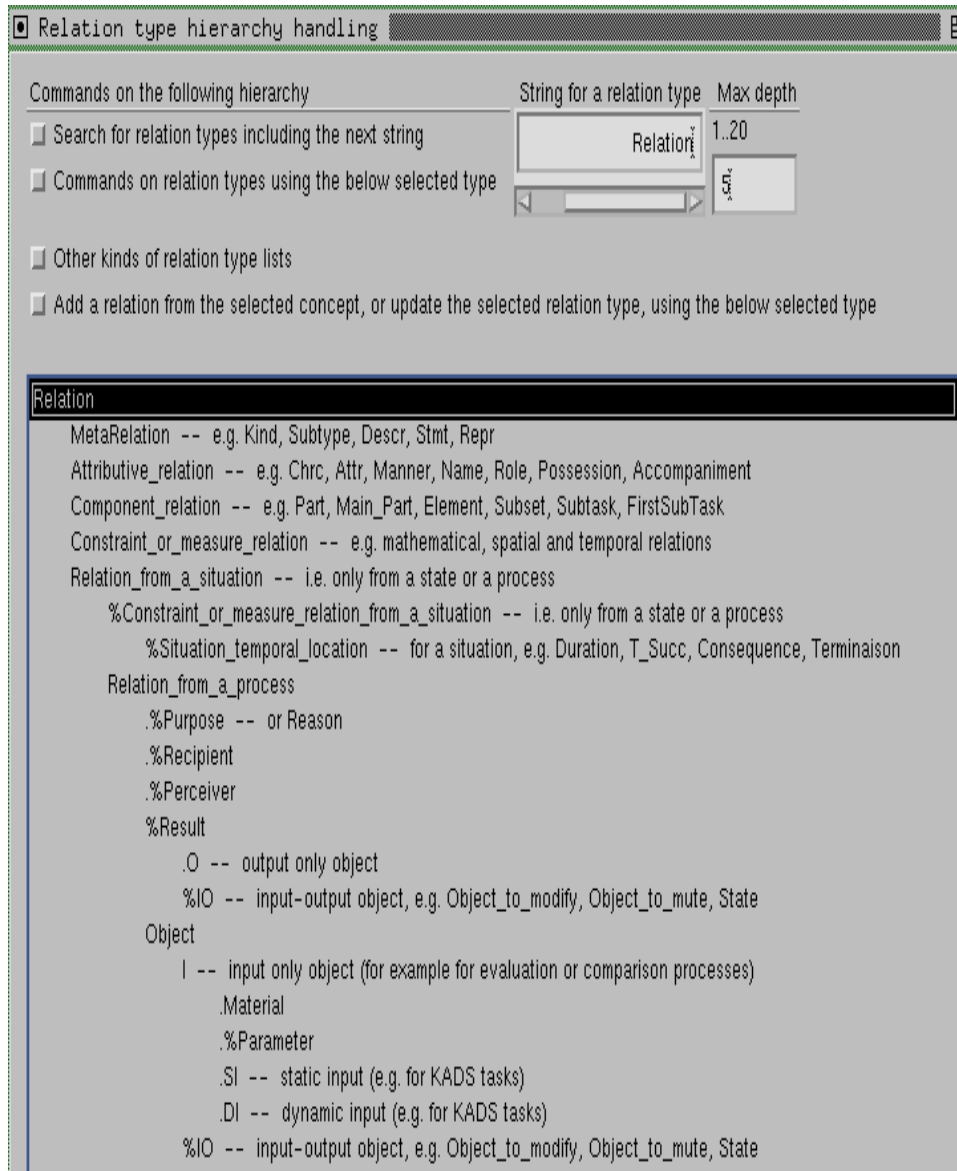 Relation type hierarchy handling
Commands on the following hierarchy
String for a relation type
Max depth
Search for relation types including the next string
Relation
1..20
Commands on relation types using the below selected type
5
Other kinds of relation type lists
Add a relation from the selected concept, or update the selected relation type, using the below selected type
Relation
MetaRelation -- e.g. Kind, Subtype, Descr, Stmt, Repr
Attributive_relation -- e.g. Chrc, Attr, Manner, Name, Role, Possession, Accompaniment
Component_relation -- e.g. Part, Main_Part, Element, Subset, Subtask, FirstSubTask
Constraint_or_measure_relation -- e.g. mathematical, spatial and temporal relations
Relation_from_a_situation -- i.e. only from a state or a process
%Constraint_or_measure_relation_from_a_situation -- i.e. only from a state or a process
%Situation_temporal_location -- for a situation, e.g. Duration, T_Succ, Consequence, Terminaison
Relation_from_a_process
.%Purpose -- or Reason
.%Recipient
.%Perceiver
%Result
.O -- output only object
%IO -- input-output object, e.g. Object_to_modify, Object_to_mute, State
Object
I -- input only object (for example for evaluation or comparison processes)
.Material
.%Parameter
.SI -- static input (e.g. for KADS tasks)
.DI -- dynamic input (e.g. for KADS tasks)
%IO -- input-output object, e.g. Object_to_modify, Object_to_mute, State